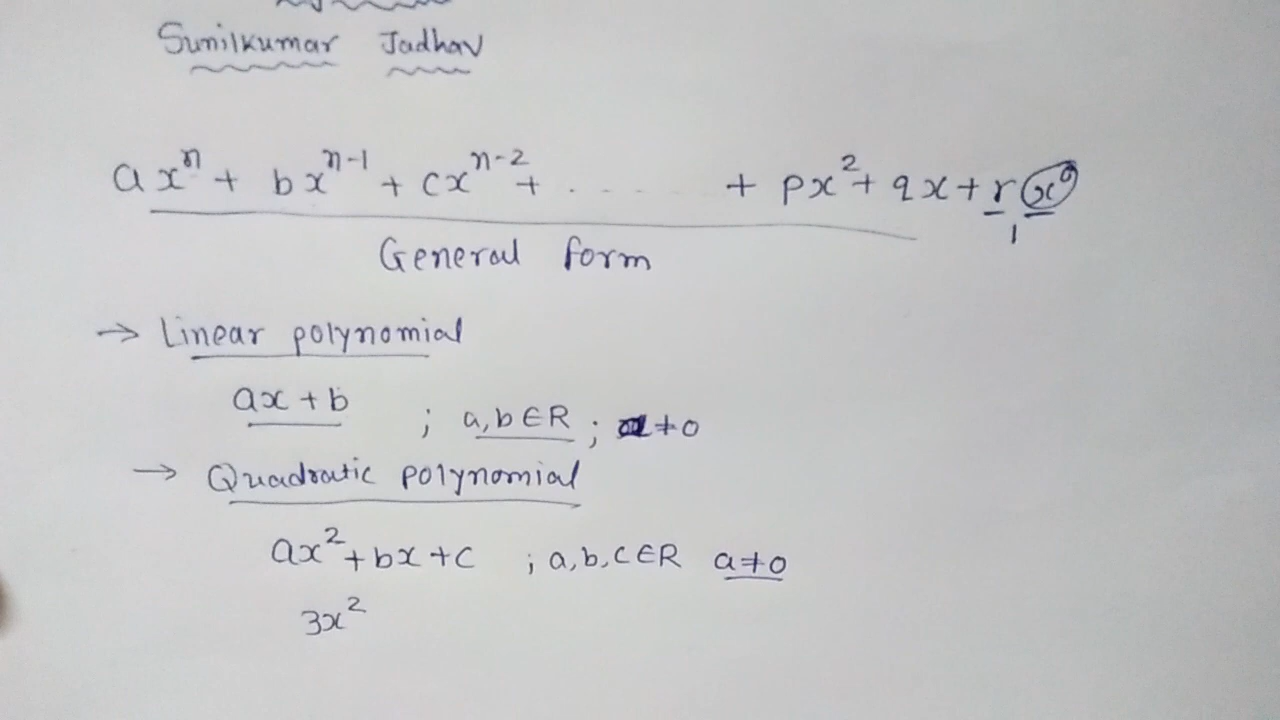 Sunilkumar Jadhav
ax^n + bx^{n-1} + cx^{n-2} + ........ + px^2 + qx + r x^0
1
General form
→ Linear polynomial
ax + b ; a, b ∈ R ; a ≠ 0
→ Quadratic polynomial
ax^2 + bx + c ; a, b, c ∈ R a ≠ 0
3x^2